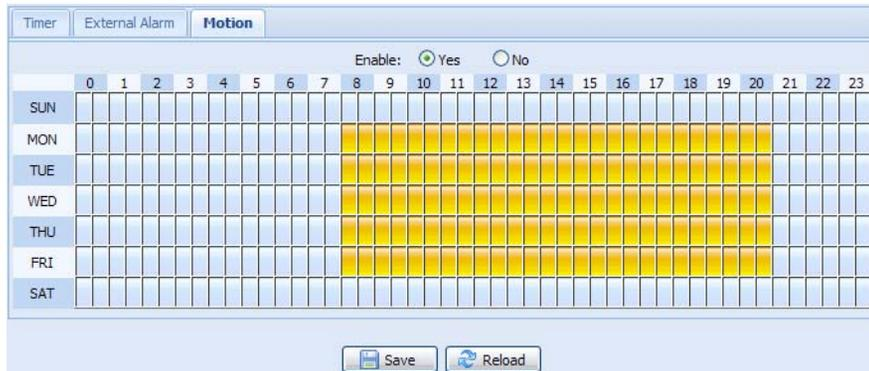 Timer External Alarm Motion
Enable: Yes No
0 1 2 3 4 5 6 7 8 9 10 11 12 13 14 15 16 17 18 19 20 21 22 23
SUN
MON
TUE
WED
THU
FRI
SAT
Save Reload